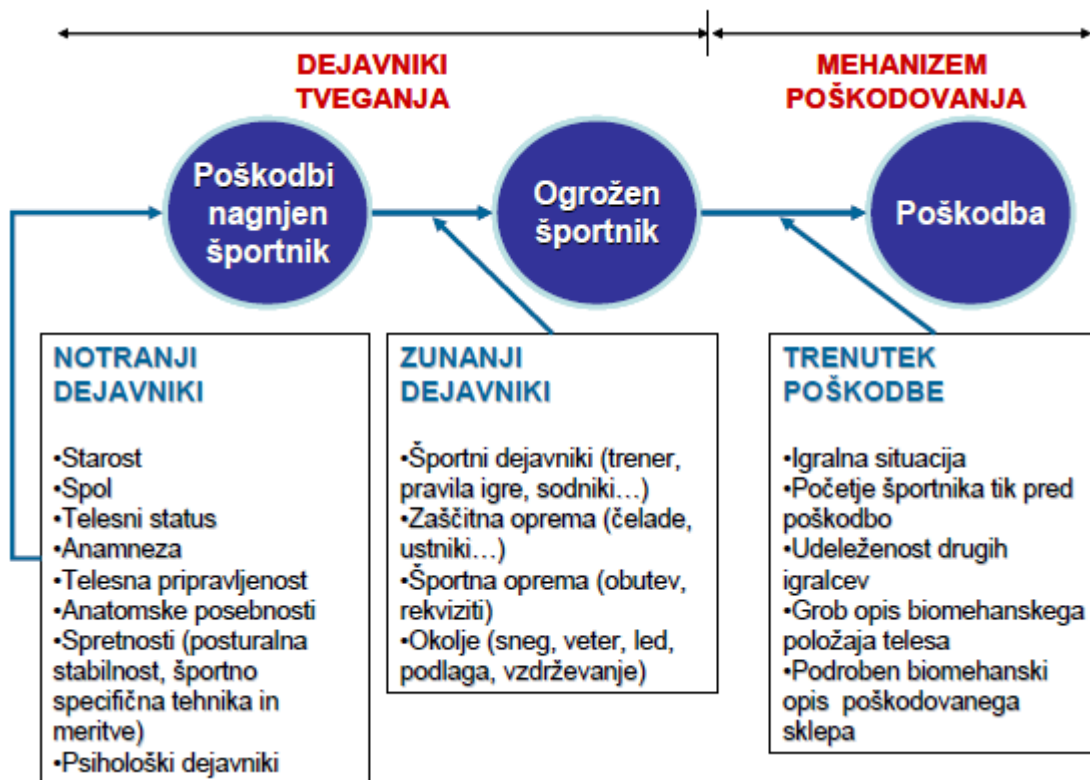 DEJAVNIKI
TVEGANJA
MEHANIZEM
POŠKODOVANJA
Poškodbi
nagnjen
športnik
Ogrožen
športnik
Poškodba
NOTRANJI
DEJAVNIKI
•Starost
•Spol
•Telesni status
•Anamneza
•Telesna pripravljenost
•Anatomske posebnosti
•Spretnosti (posturalna
stabilnost, športno
specifična tehnika in
meritve)
•Psihološki dejavniki
ZUNANJI
DEJAVNIKI
•Športni dejavniki (trener,
pravila igre, sodniki…)
•Zaščitna oprema (čelade,
ustniki…)
•Športna oprema (obutev,
rekviziti)
•Okolje (sneg, veter, led,
podlaga, vzdrževanje)
TRENUTEK
POŠKODBE
•Igralna situacija
•Početje športnika tik pred
poškodbo
•Udeleženost drugih
igralcev
•Grob opis biomehanskega
položaja telesa
•Podroben biomehanski
opis poškodovanega
sklepa